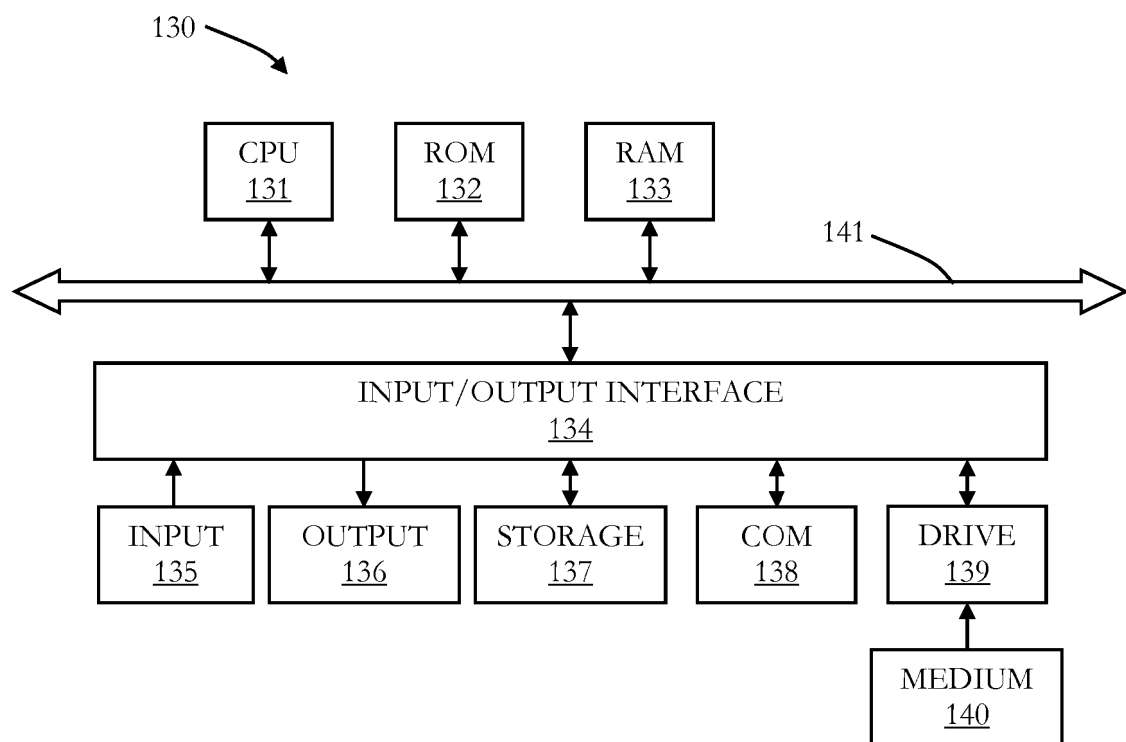 130
CPU
131
ROM
132
RAM
133
141
INPUT/OUTPUT INTERFACE
134
INPUT
135
OUTPUT
136
STORAGE
137
COM
138
DRIVE
139
MEDIUM
140